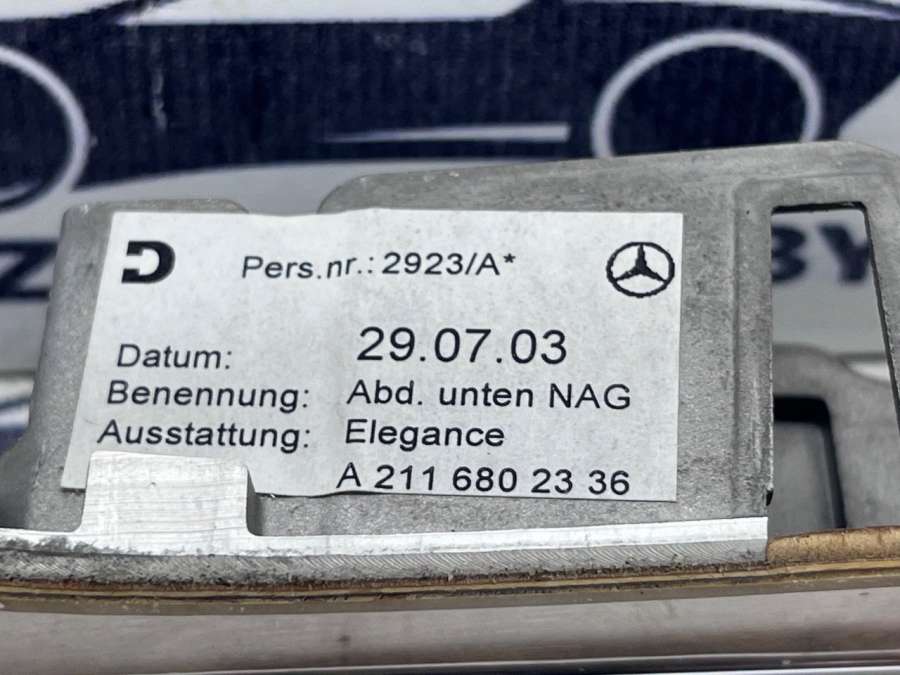 Pers.nr.: 2923/A*
Datum: 29.07.03
Benennung: Abd. unten NAG
Ausstattung: Elegance
A 211 680 23 36